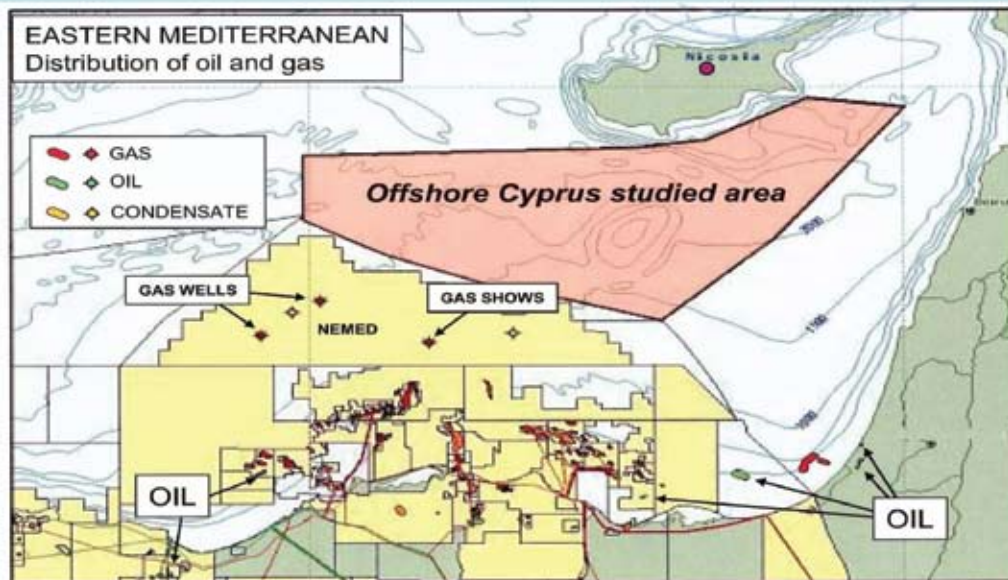 EASTERN MEDITERRANEAN
Distribution of oil and gas
Nicosia
GAS
OIL
CONDENSATE
Offshore Cyprus studied area
GAS WELLS
GAS SHOWS
NEMED
OIL
OIL